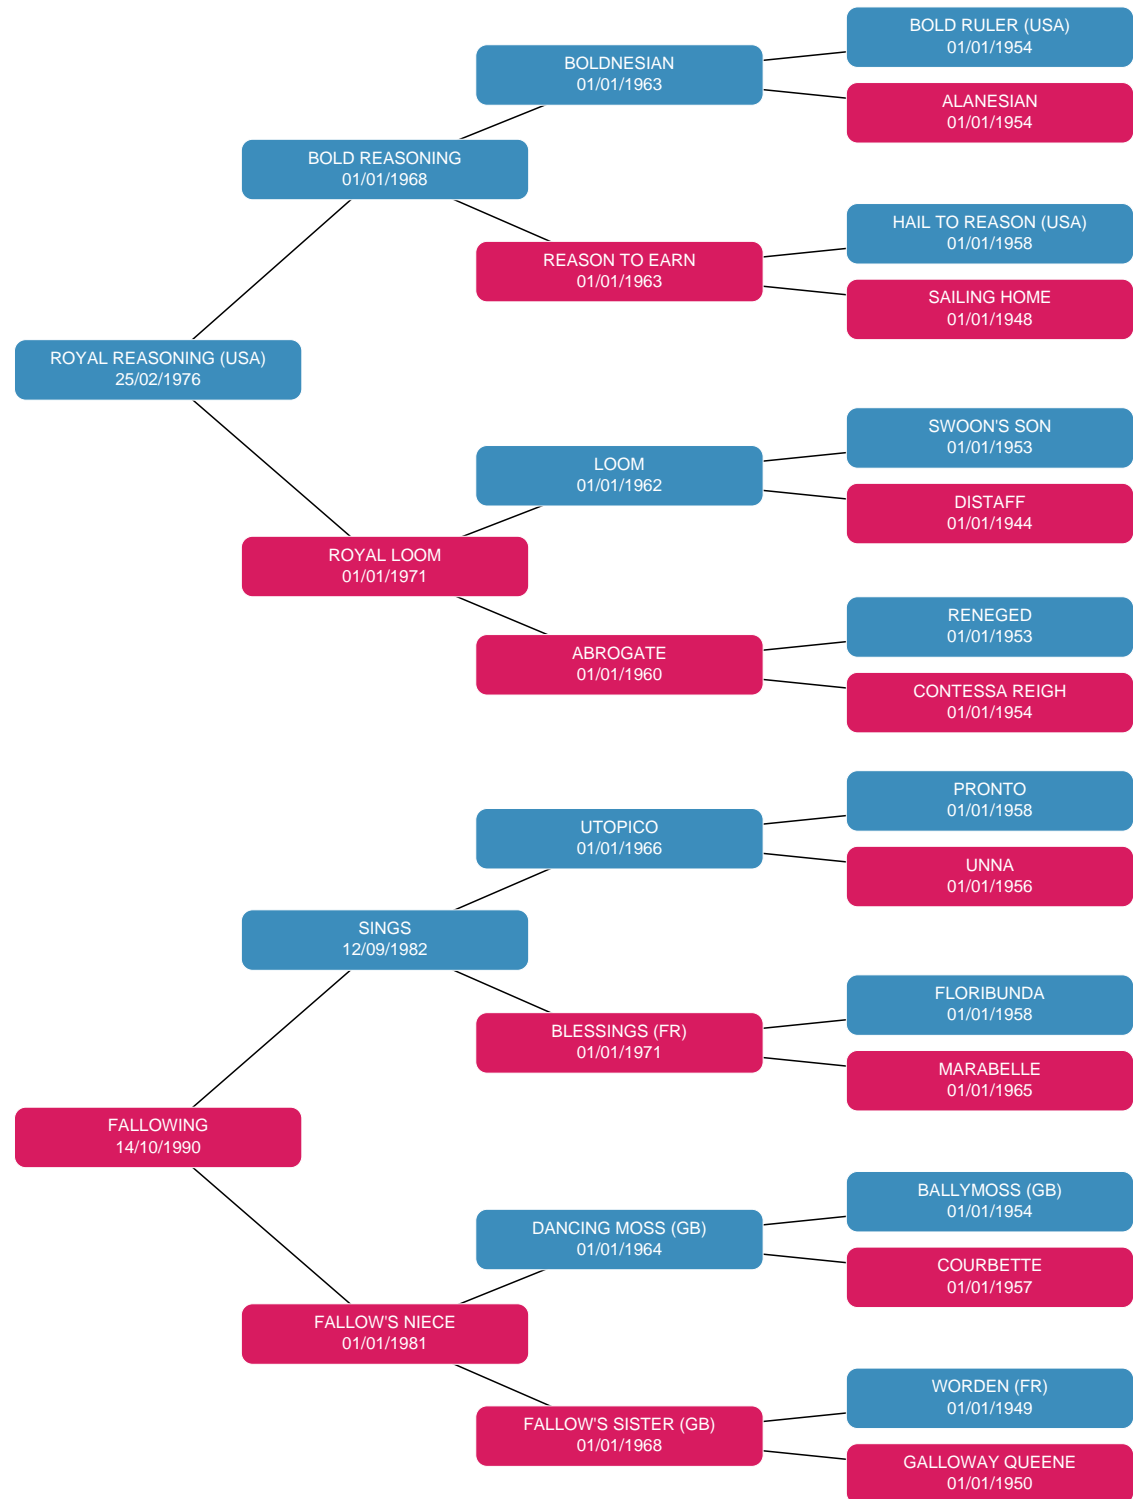 BOLD RULER (USA)
01/01/1954
BOLDNESIAN
01/01/1963
ALANESIAN
01/01/1954
BOLD REASONING
01/01/1968
HAIL TO REASON (USA)
01/01/1958
REASON TO EARN
01/01/1963
SAILING HOME
01/01/1948
ROYAL REASONING (USA)
25/02/1976
SWOON'S SON
01/01/1953
LOOM
01/01/1962
DISTAFF
01/01/1944
ROYAL LOOM
01/01/1971
RENEGED
01/01/1953
ABROGATE
01/01/1960
CONTESSA REIGH
01/01/1954
PRONTO
01/01/1958
UTOPICO
01/01/1966
UNNA
01/01/1956
SINGS
12/09/1982
FLORIBUNDA
01/01/1958
BLESSINGS (FR)
01/01/1971
MARABELLE
01/01/1965
FALLOWING
14/10/1990
BALLYMOSS (GB)
01/01/1954
DANCING MOSS (GB)
01/01/1964
COURBETTE
01/01/1957
FALLOW'S NIECE
01/01/1981
WORDEN (FR)
01/01/1949
FALLOW'S SISTER (GB)
01/01/1968
GALLOWAY QUEENE
01/01/1950